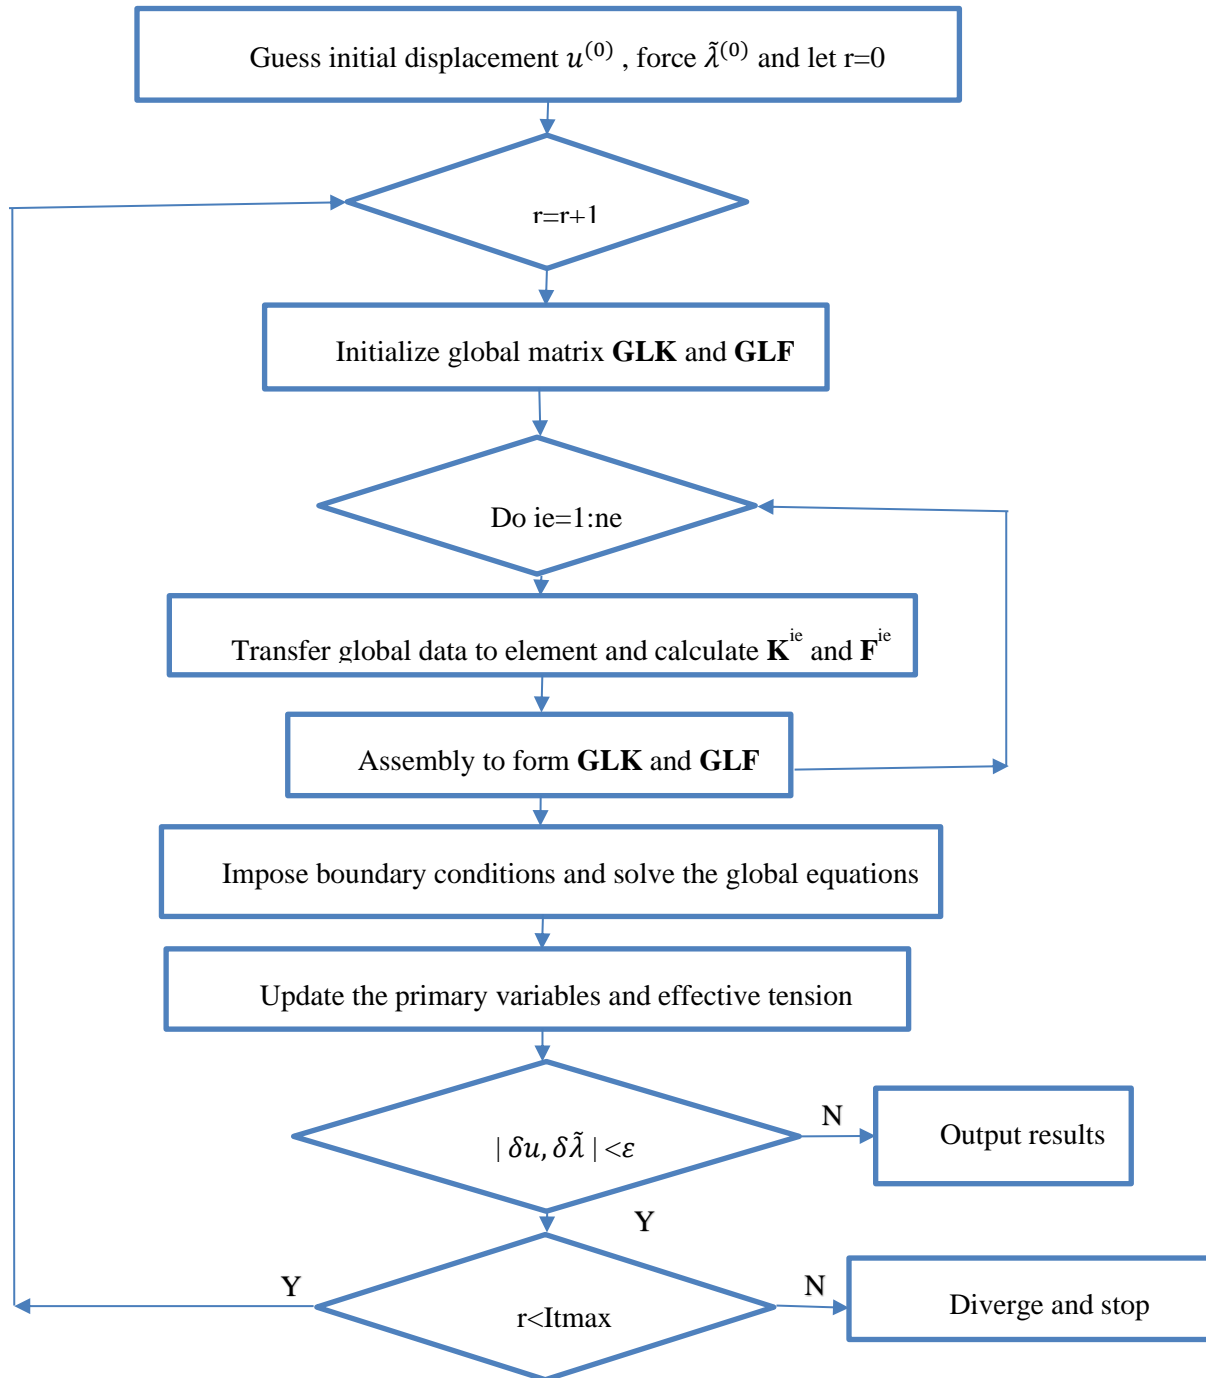 Guess initial displacement 𝑢⁽⁰⁾ , force 𝜆̃⁽⁰⁾ and let r=0
r=r+1
Initialize global matrix GLK and GLF
Do ie=1:ne
Transfer global data to element and calculate K^ie and F^ie
Assembly to form GLK and GLF
Impose boundary conditions and solve the global equations
Update the primary variables and effective tension
| 𝛿𝑢, 𝛿𝜆̃ | <𝜀
N
Output results
Y
r<Itmax
Y
N
Diverge and stop